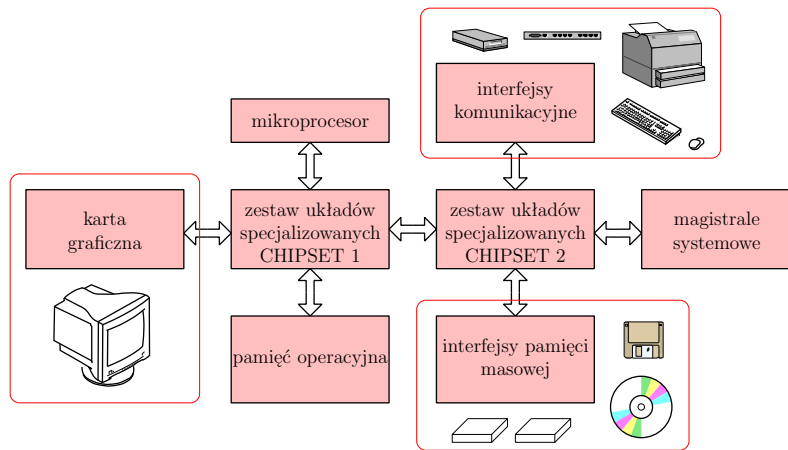 interfejsy
komunikacyjne
mikroprocesor
karta
graficzna
zestaw układów
specjalizowanych
CHIPSET 1
zestaw układów
specjalizowanych
CHIPSET 2
magistrale
systemowe
pamięć operacyjna
interfejsy pamięci
masowej